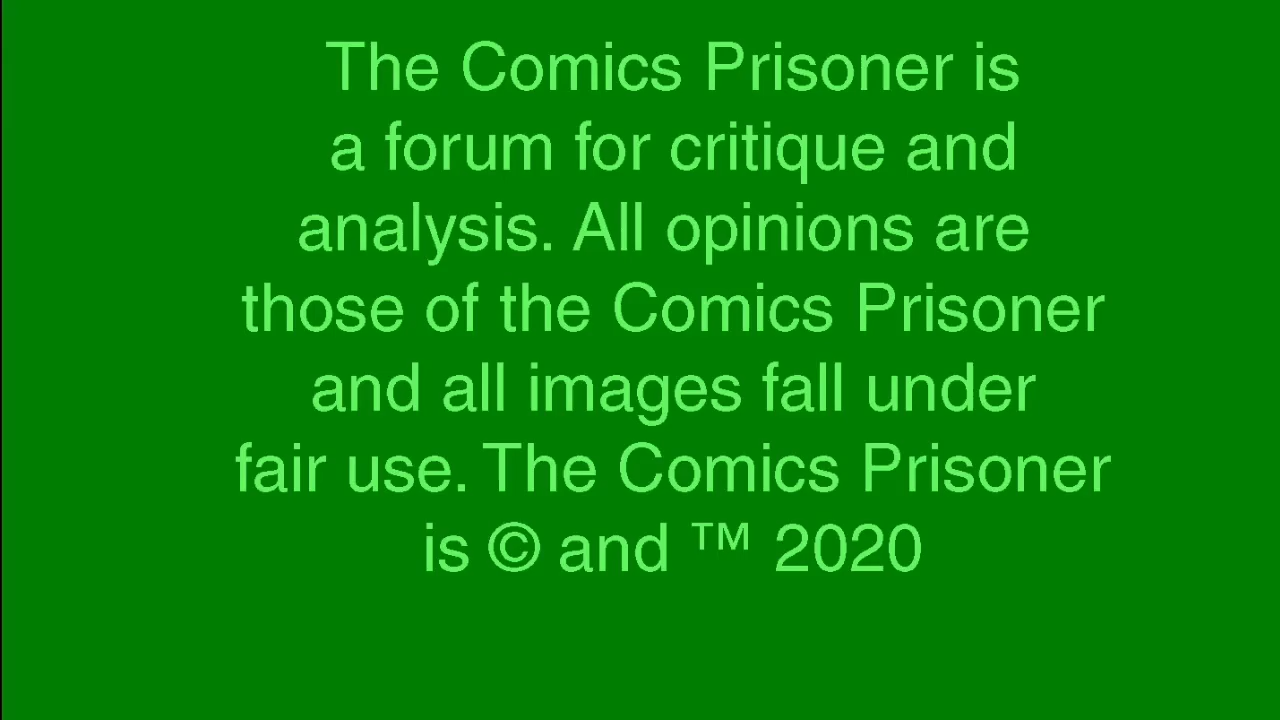 The Comics Prisoner is
a forum for critique and
analysis. All opinions are
those of the Comics Prisoner
and all images fall under
fair use. The Comics Prisoner
is © and ™ 2020